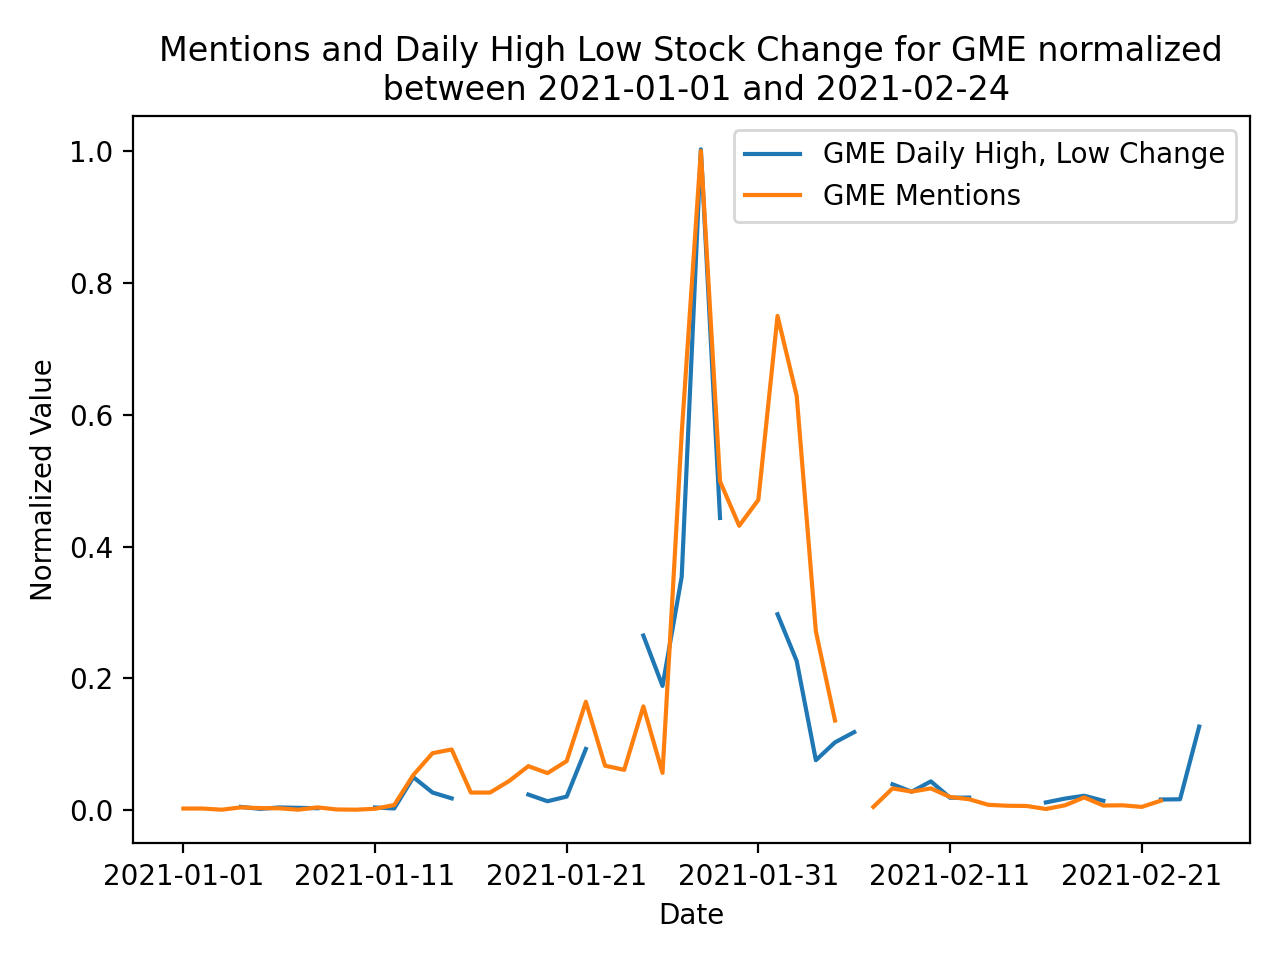 Mentions and Daily High Low Stock Change for GME normalized
between 2021-01-01 and 2021-02-24
GME Daily High, Low Change
GME Mentions
1.0
0.8
0.6
0.4
0.2
0.0
Normalized Value
2021-01-01 2021-01-11 2021-01-21 2021-01-31 2021-02-11 2021-02-21
Date